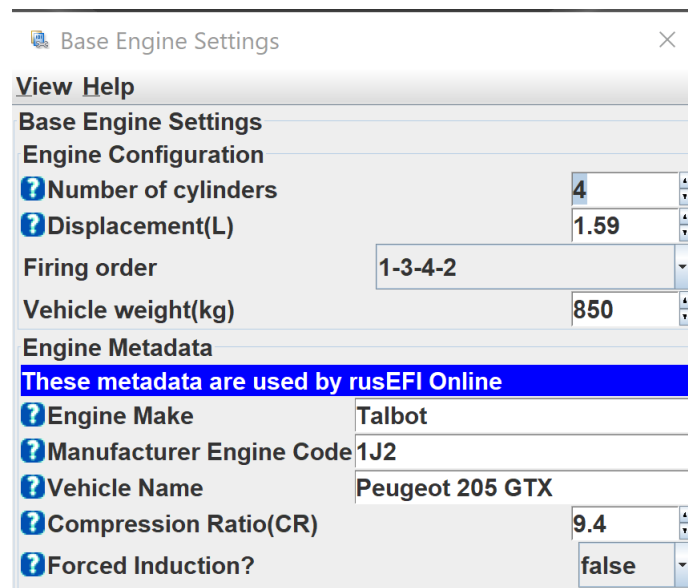 Base Engine Settings
View Help
Base Engine Settings
Engine Configuration
Number of cylinders 4
Displacement(L) 1.59
Firing order 1-3-4-2
Vehicle weight(kg) 850
Engine Metadata
These metadata are used by rusEFI Online
Engine Make Talbot
Manufacturer Engine Code 1J2
Vehicle Name Peugeot 205 GTX
Compression Ratio(CR) 9.4
Forced Induction? false